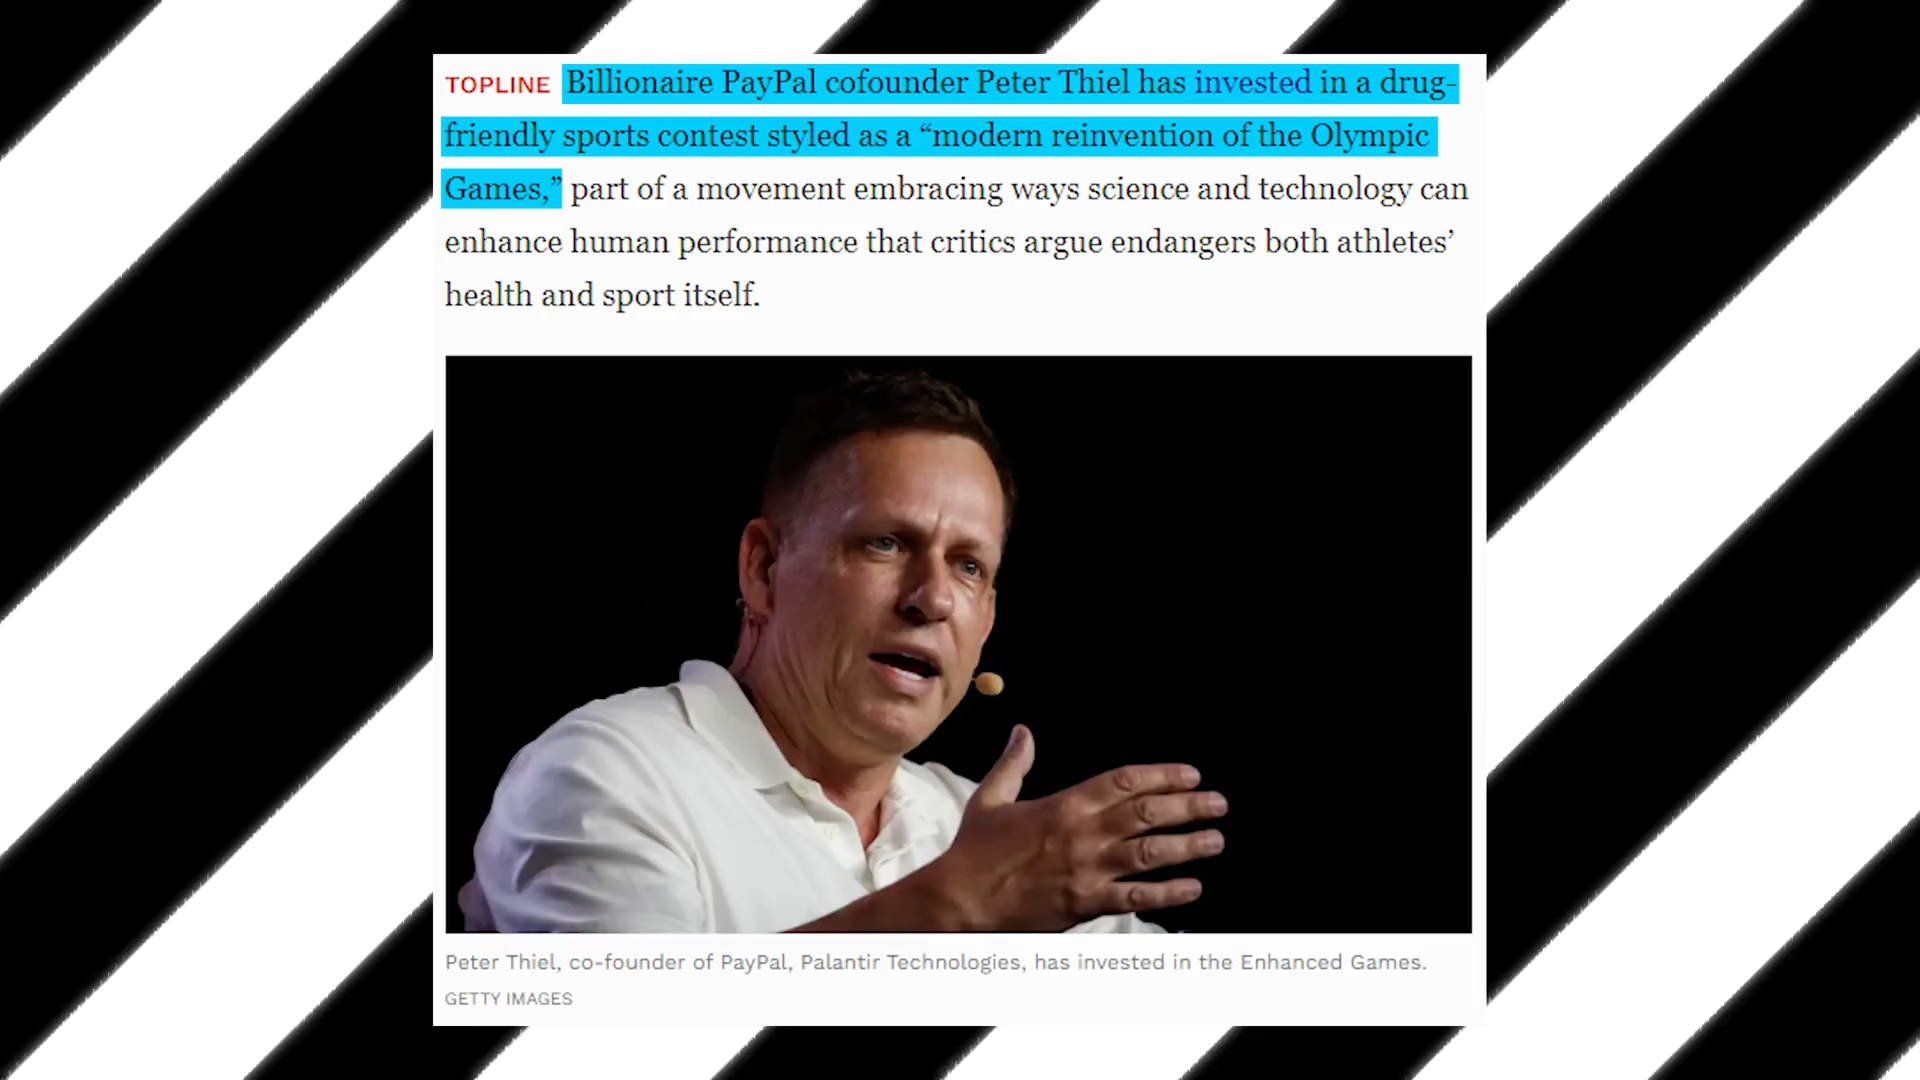 TOPLINE Billionaire PayPal cofounder Peter Thiel has invested in a drug-
friendly sports contest styled as a “modern reinvention of the Olympic
Games,” part of a movement embracing ways science and technology can
enhance human performance that critics argue endangers both athletes’
health and sport itself.
Peter Thiel, co-founder of PayPal, Palantir Technologies, has invested in the Enhanced Games.
GETTY IMAGES